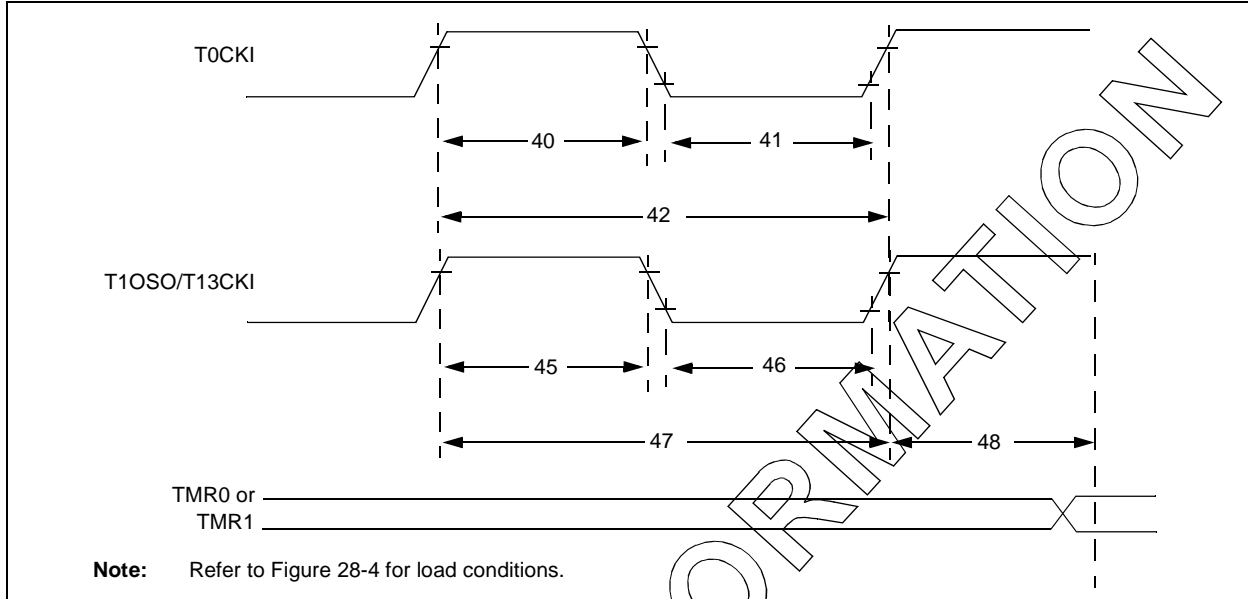 T0CKI
40
41
42
T1OSO/T13CKI
45
46
47
48
TMR0 or
TMR1
Note: Refer to Figure 28-4 for load conditions.
ORMATION